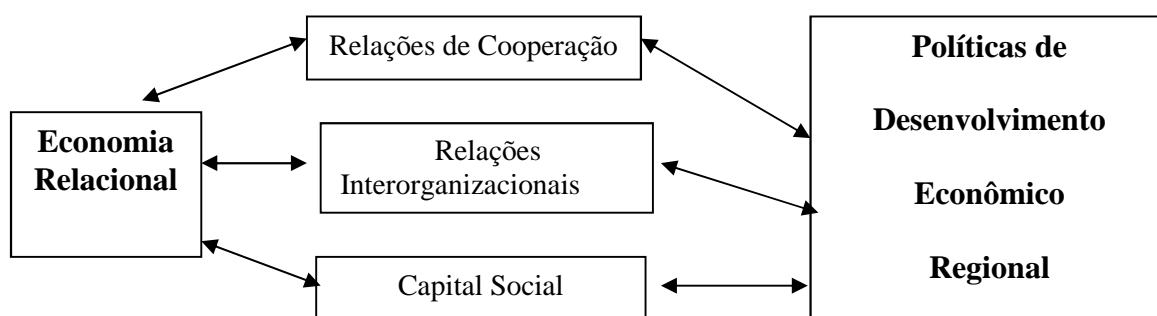 Economia
Relacional
Relações de Cooperação
Relações
Interorganizacionais
Capital Social
Políticas de
Desenvolvimento
Econômico
Regional